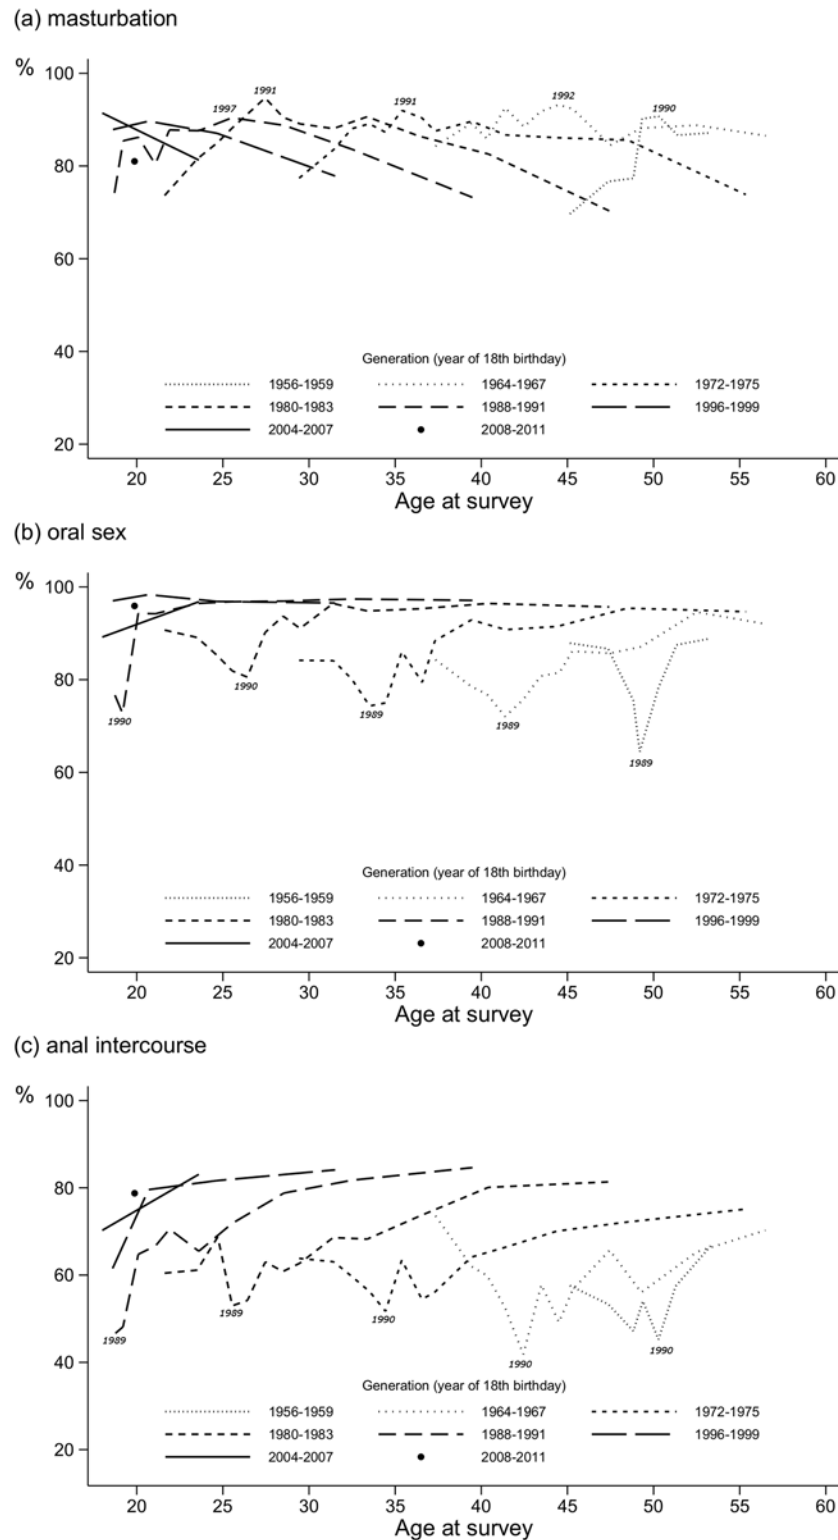 (a) masturbation
%
100
80
60
40
20
1991
1997
1991
1992
1990
Generation (year of 18th birthday)
1956-1959 1964-1967 1972-1975
1980-1983 1988-1991 1996-1999
2004-2007 2008-2011
20 25 30 35 40 45 50 55 60
Age at survey
(b) oral sex
%
100
80
60
40
20
1990
1990
1989
1989
1989
Generation (year of 18th birthday)
1956-1959 1964-1967 1972-1975
1980-1983 1988-1991 1996-1999
2004-2007 2008-2011
20 25 30 35 40 45 50 55 60
Age at survey
(c) anal intercourse
%
100
80
60
40
20
1989
1989
1990
1990
1990
Generation (year of 18th birthday)
1956-1959 1964-1967 1972-1975
1980-1983 1988-1991 1996-1999
2004-2007 2008-2011
20 25 30 35 40 45 50 55 60
Age at survey